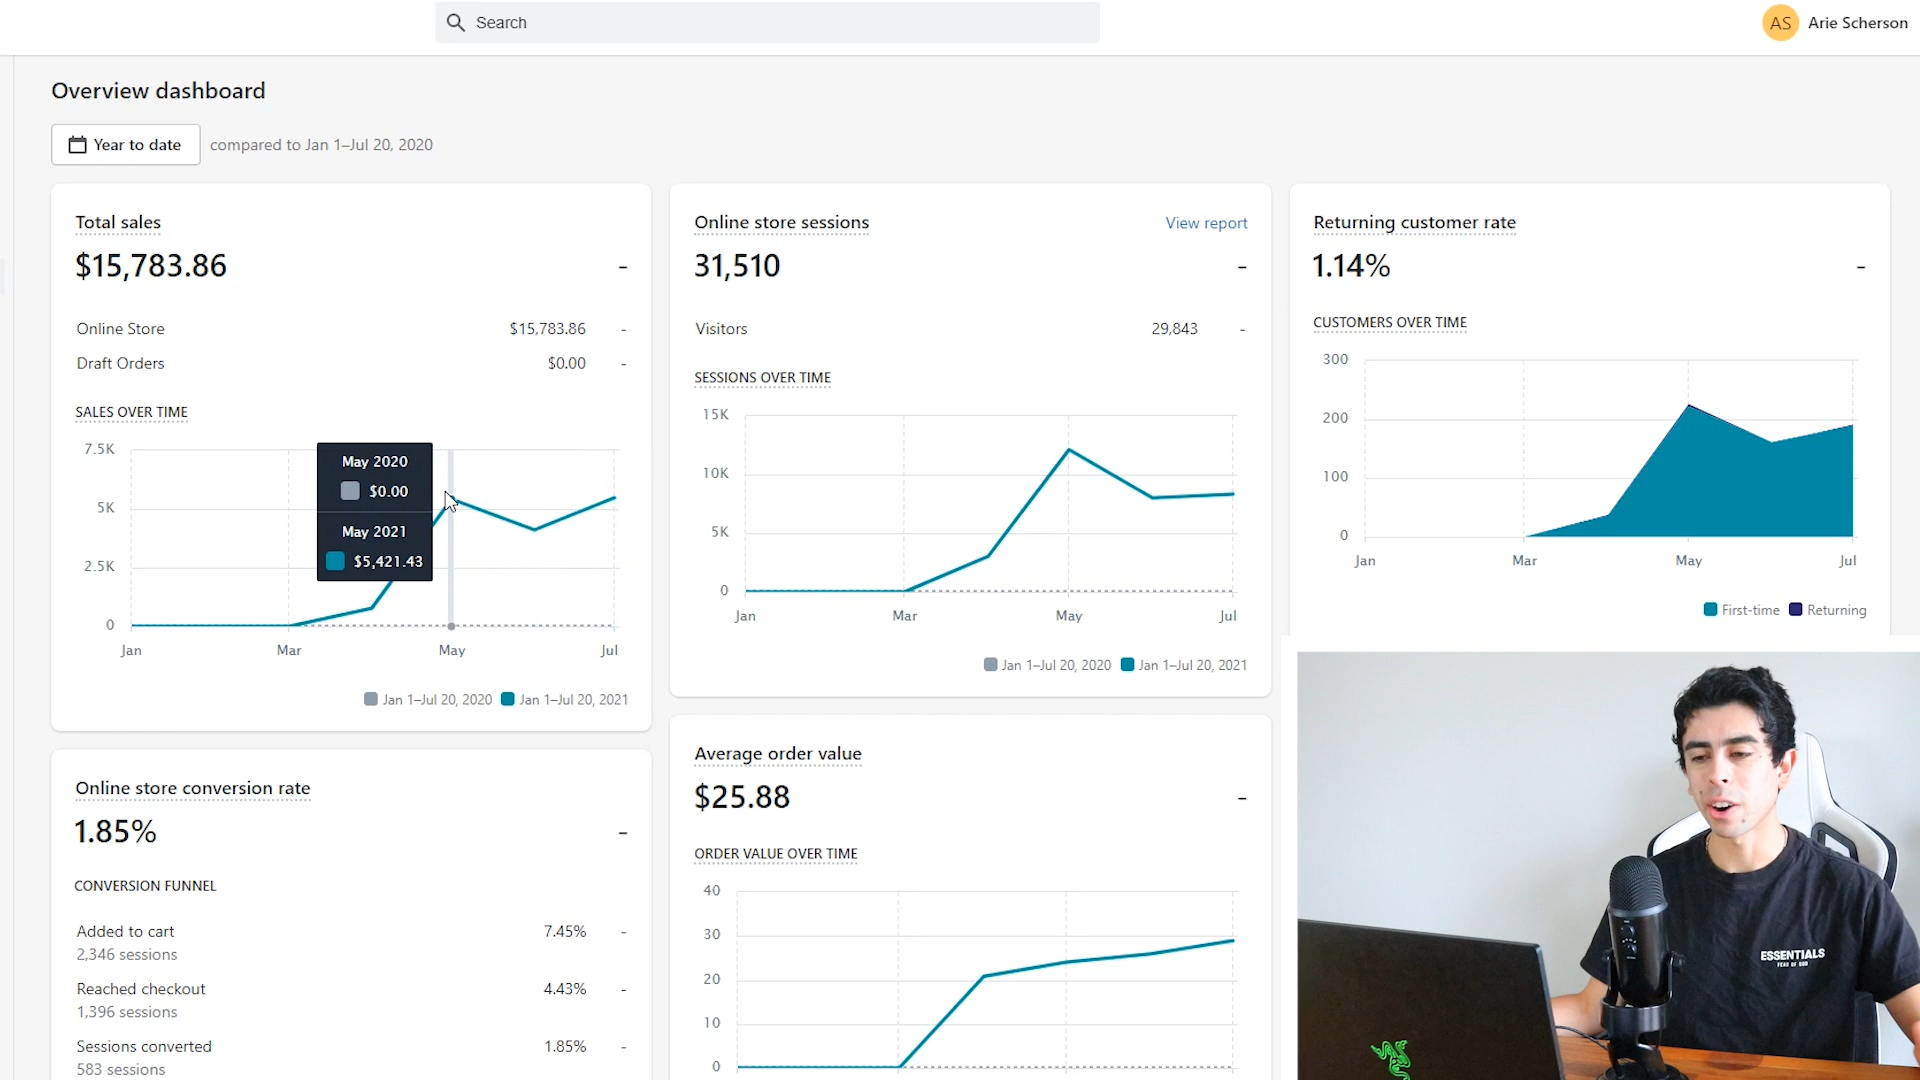 Search
AS Arie Scherson
Overview dashboard
Year to date compared to Jan 1–Jul 20, 2020
Total sales
$15,783.86 -
Online Store $15,783.86 -
Draft Orders $0.00 -
SALES OVER TIME
7.5K
5K
2.5K
0
Jan Mar May Jul
May 2020
$0.00
May 2021
$5,421.43
Jan 1–Jul 20, 2020 Jan 1–Jul 20, 2021
Online store sessions View report
31,510 -
Visitors 29,843 -
SESSIONS OVER TIME
15K
10K
5K
0
Jan Mar May Jul
Jan 1–Jul 20, 2020 Jan 1–Jul 20, 2021
Returning customer rate
1.14% -
CUSTOMERS OVER TIME
300
200
100
0
Jan Mar May Jul
First-time Returning
Online store conversion rate
1.85% -
CONVERSION FUNNEL
Added to cart 7.45% -
2,346 sessions
Reached checkout 4.43% -
1,396 sessions
Sessions converted 1.85% -
583 sessions
Average order value
$25.88 -
ORDER VALUE OVER TIME
40
30
20
10
0
ESSENTIALS
FEAR OF GOD